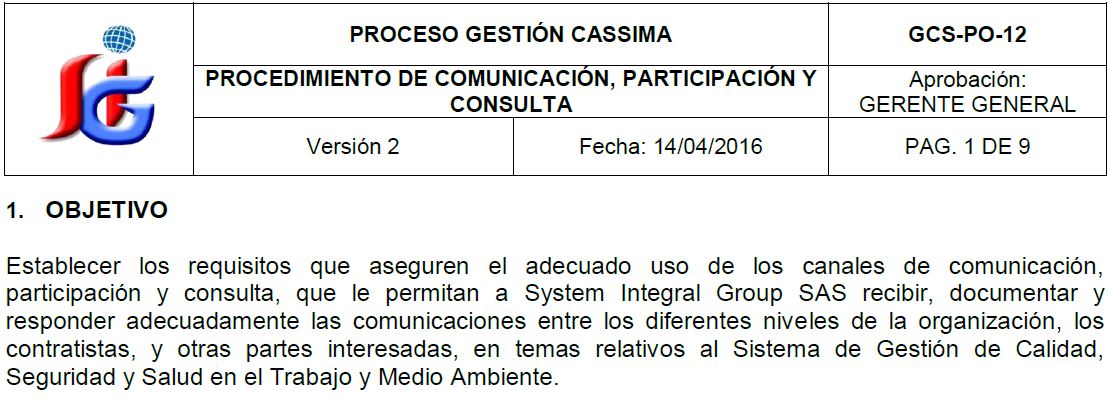 PROCESO GESTIÓN CASSIMA
GCS-PO-12
PROCEDIMIENTO DE COMUNICACIÓN, PARTICIPACIÓN Y
CONSULTA
Aprobación:
GERENTE GENERAL
Versión 2
Fecha: 14/04/2016
PAG. 1 DE 9
SiG
1. OBJETIVO
Establecer los requisitos que aseguren el adecuado uso de los canales de comunicación,
participación y consulta, que le permitan a System Integral Group SAS recibir, documentar y
responder adecuadamente las comunicaciones entre los diferentes niveles de la organización, los
contratistas, y otras partes interesadas, en temas relativos al Sistema de Gestión de Calidad,
Seguridad y Salud en el Trabajo y Medio Ambiente.